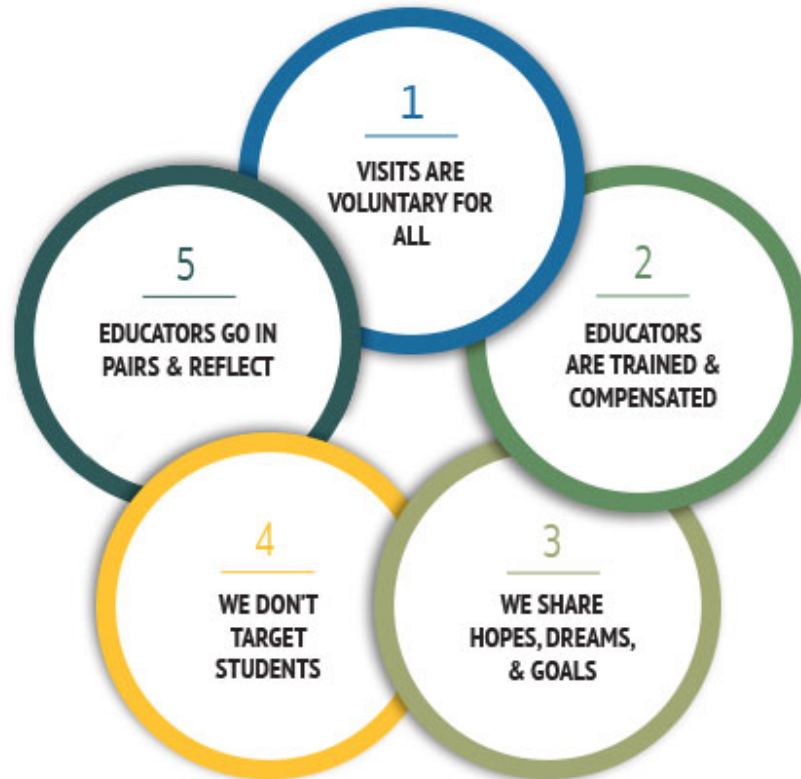 1
VISITS ARE
VOLUNTARY FOR
ALL
2
EDUCATORS
ARE TRAINED &
COMPENSATED
3
WE SHARE
HOPES, DREAMS,
& GOALS
4
WE DON'T
TARGET
STUDENTS
5
EDUCATORS GO IN
PAIRS & REFLECT